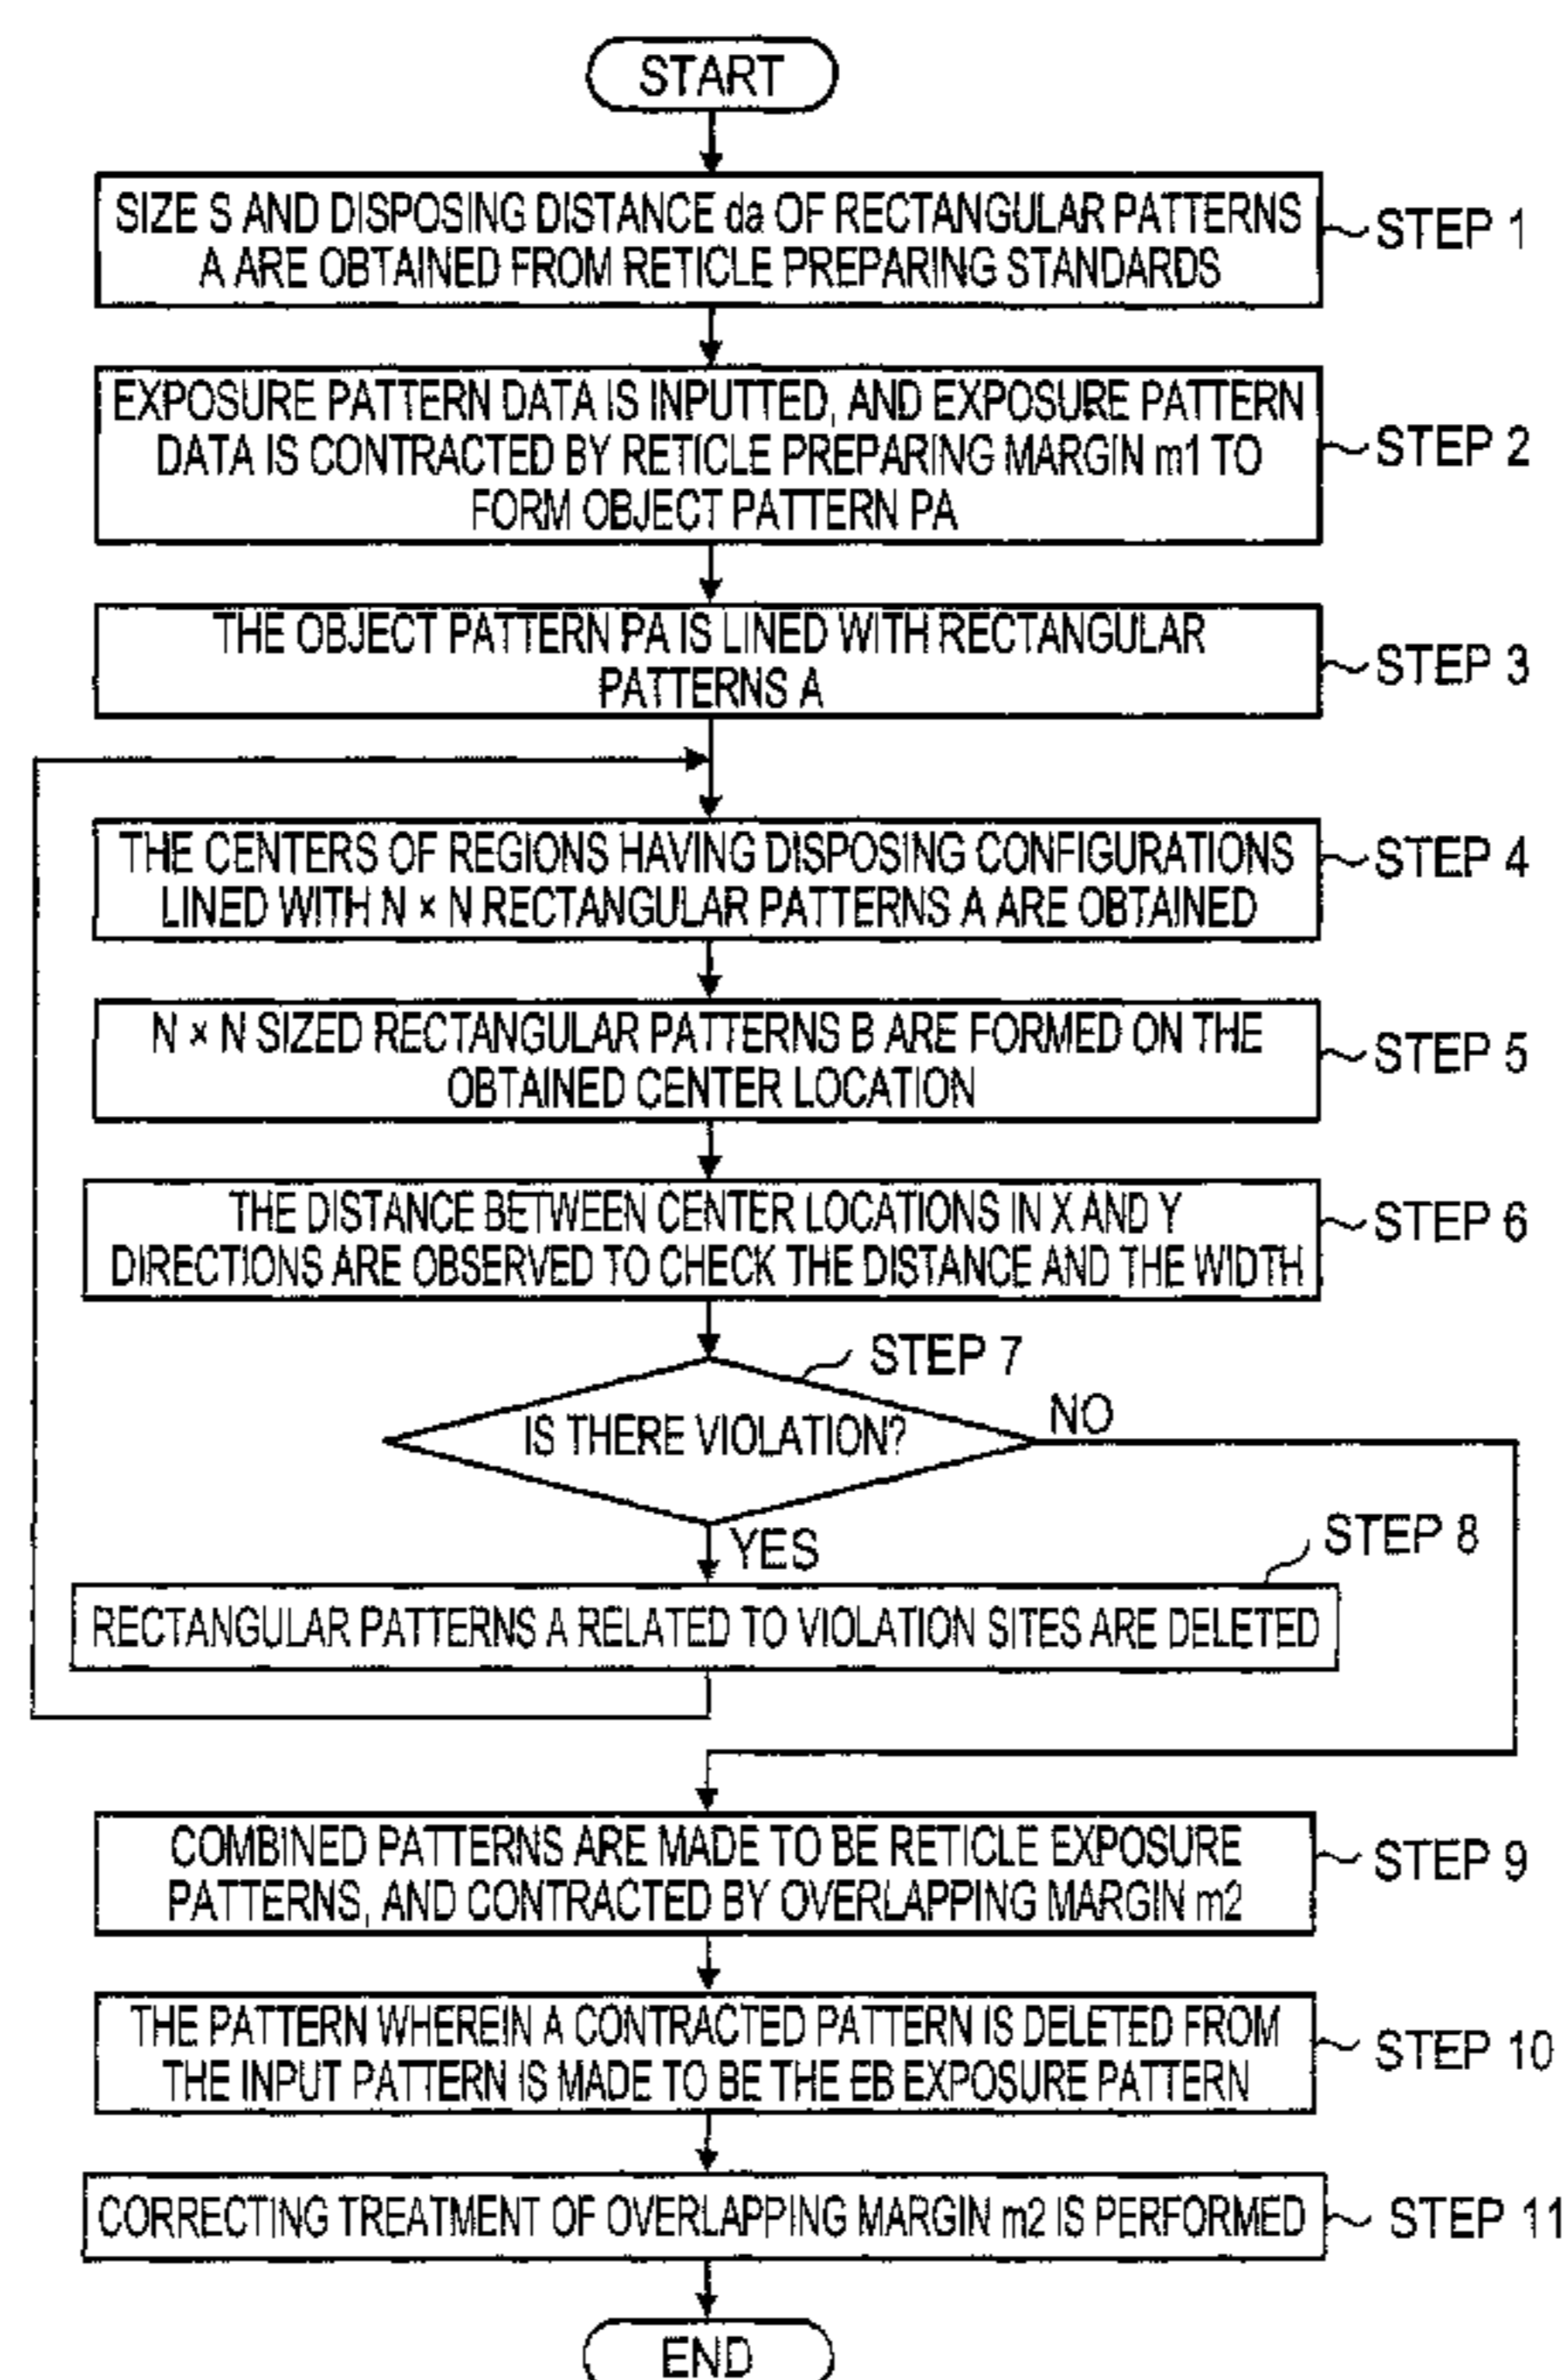 START
SIZE S AND DISPOSING DISTANCE da OF RECTANGULAR PATTERNS
A ARE OBTAINED FROM RETICLE PREPARING STANDARDS
STEP 1
EXPOSURE PATTERN DATA IS INPUTTED, AND EXPOSURE PATTERN
DATA IS CONTRACTED BY RETICLE PREPARING MARGIN m1 TO
FORM OBJECT PATTERN PA
STEP 2
THE OBJECT PATTERN PA IS LINED WITH RECTANGULAR
PATTERNS A
STEP 3
THE CENTERS OF REGIONS HAVING DISPOSING CONFIGURATIONS
LINED WITH N × N RECTANGULAR PATTERNS A ARE OBTAINED
STEP 4
N × N SIZED RECTANGULAR PATTERNS B ARE FORMED ON THE
OBTAINED CENTER LOCATION
STEP 5
THE DISTANCE BETWEEN CENTER LOCATIONS IN X AND Y
DIRECTIONS ARE OBSERVED TO CHECK THE DISTANCE AND THE WIDTH
STEP 6
STEP 7
IS THERE VIOLATION?
NO
YES
STEP 8
RECTANGULAR PATTERNS A RELATED TO VIOLATION SITES ARE DELETED
COMBINED PATTERNS ARE MADE TO BE RETICLE EXPOSURE
PATTERNS, AND CONTRACTED BY OVERLAPPING MARGIN m2
STEP 9
THE PATTERN WHEREIN A CONTRACTED PATTERN IS DELETED FROM
THE INPUT PATTERN IS MADE TO BE THE EB EXPOSURE PATTERN
STEP 10
CORRECTING TREATMENT OF OVERLAPPING MARGIN m2 IS PERFORMED
STEP 11
END